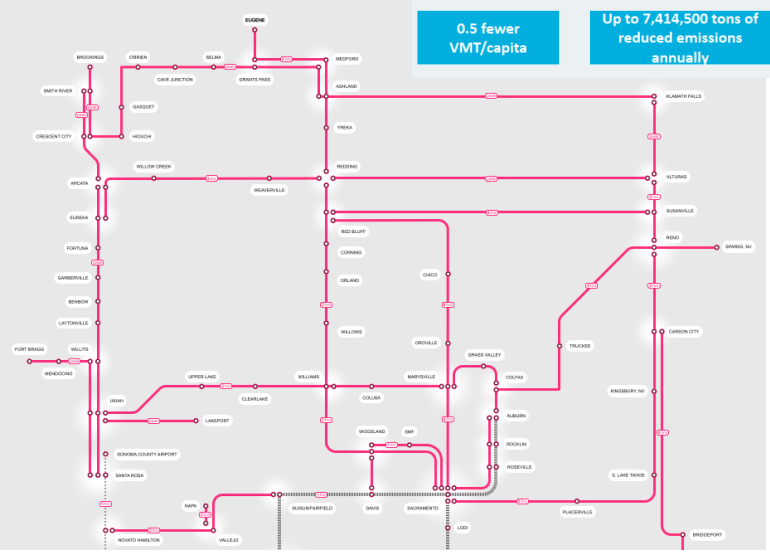 0.5 fewer
VMT/capita
Up to 7,414,500 tons of
reduced emissions
annually
EUGENE
BROOKINGS
O'BRIEN
SELMA
MEDFORD
CAVE JUNCTION
GRANTS PASS
SMITH RIVER
ASHLAND
KLAMATH FALLS
GASQUET
YREKA
CRESCENT CITY
HIOUCHI
WILLOW CREEK
REDDING
ARCATA
WEAVERVILLE
ALTURAS
EUREKA
SUSANVILLE
RED BLUFF
RENO
FORTUNA
CORNING
SPARKS, NV
GARBERVILLE
CHICO
ORLAND
BENBOW
LAYTONVILLE
WILLOWS
CARSON CITY
OROVILLE
TRUCKEE
FORT BRAGG
WILLITS
GRASS VALLEY
MENDOCINO
UPPER LAKE
WILLIAMS
MARYSVILLE
COLFAX
CLEARLAKE
COLUSA
KINGSBURY, NV
UKIAH
LAKEPORT
AUBURN
WOODLAND
SMF
ROCKLIN
SONOMA COUNTY AIRPORT
ROSEVILLE
SANTA ROSA
S. LAKE TAHOE
NAPA
SUISUN/FAIRFIELD
DAVIS
SACRAMENTO
PLACERVILLE
NOVATO HAMILTON
VALLEJO
LODI
BRIDGEPORT